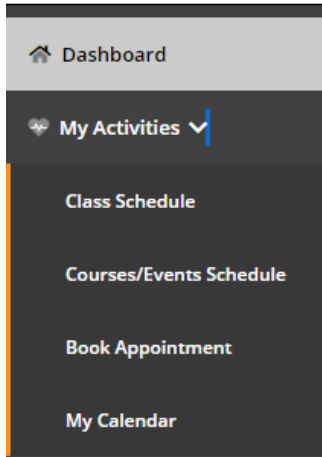 Dashboard
My Activities
Class Schedule
Courses/Events Schedule
Book Appointment
My Calendar